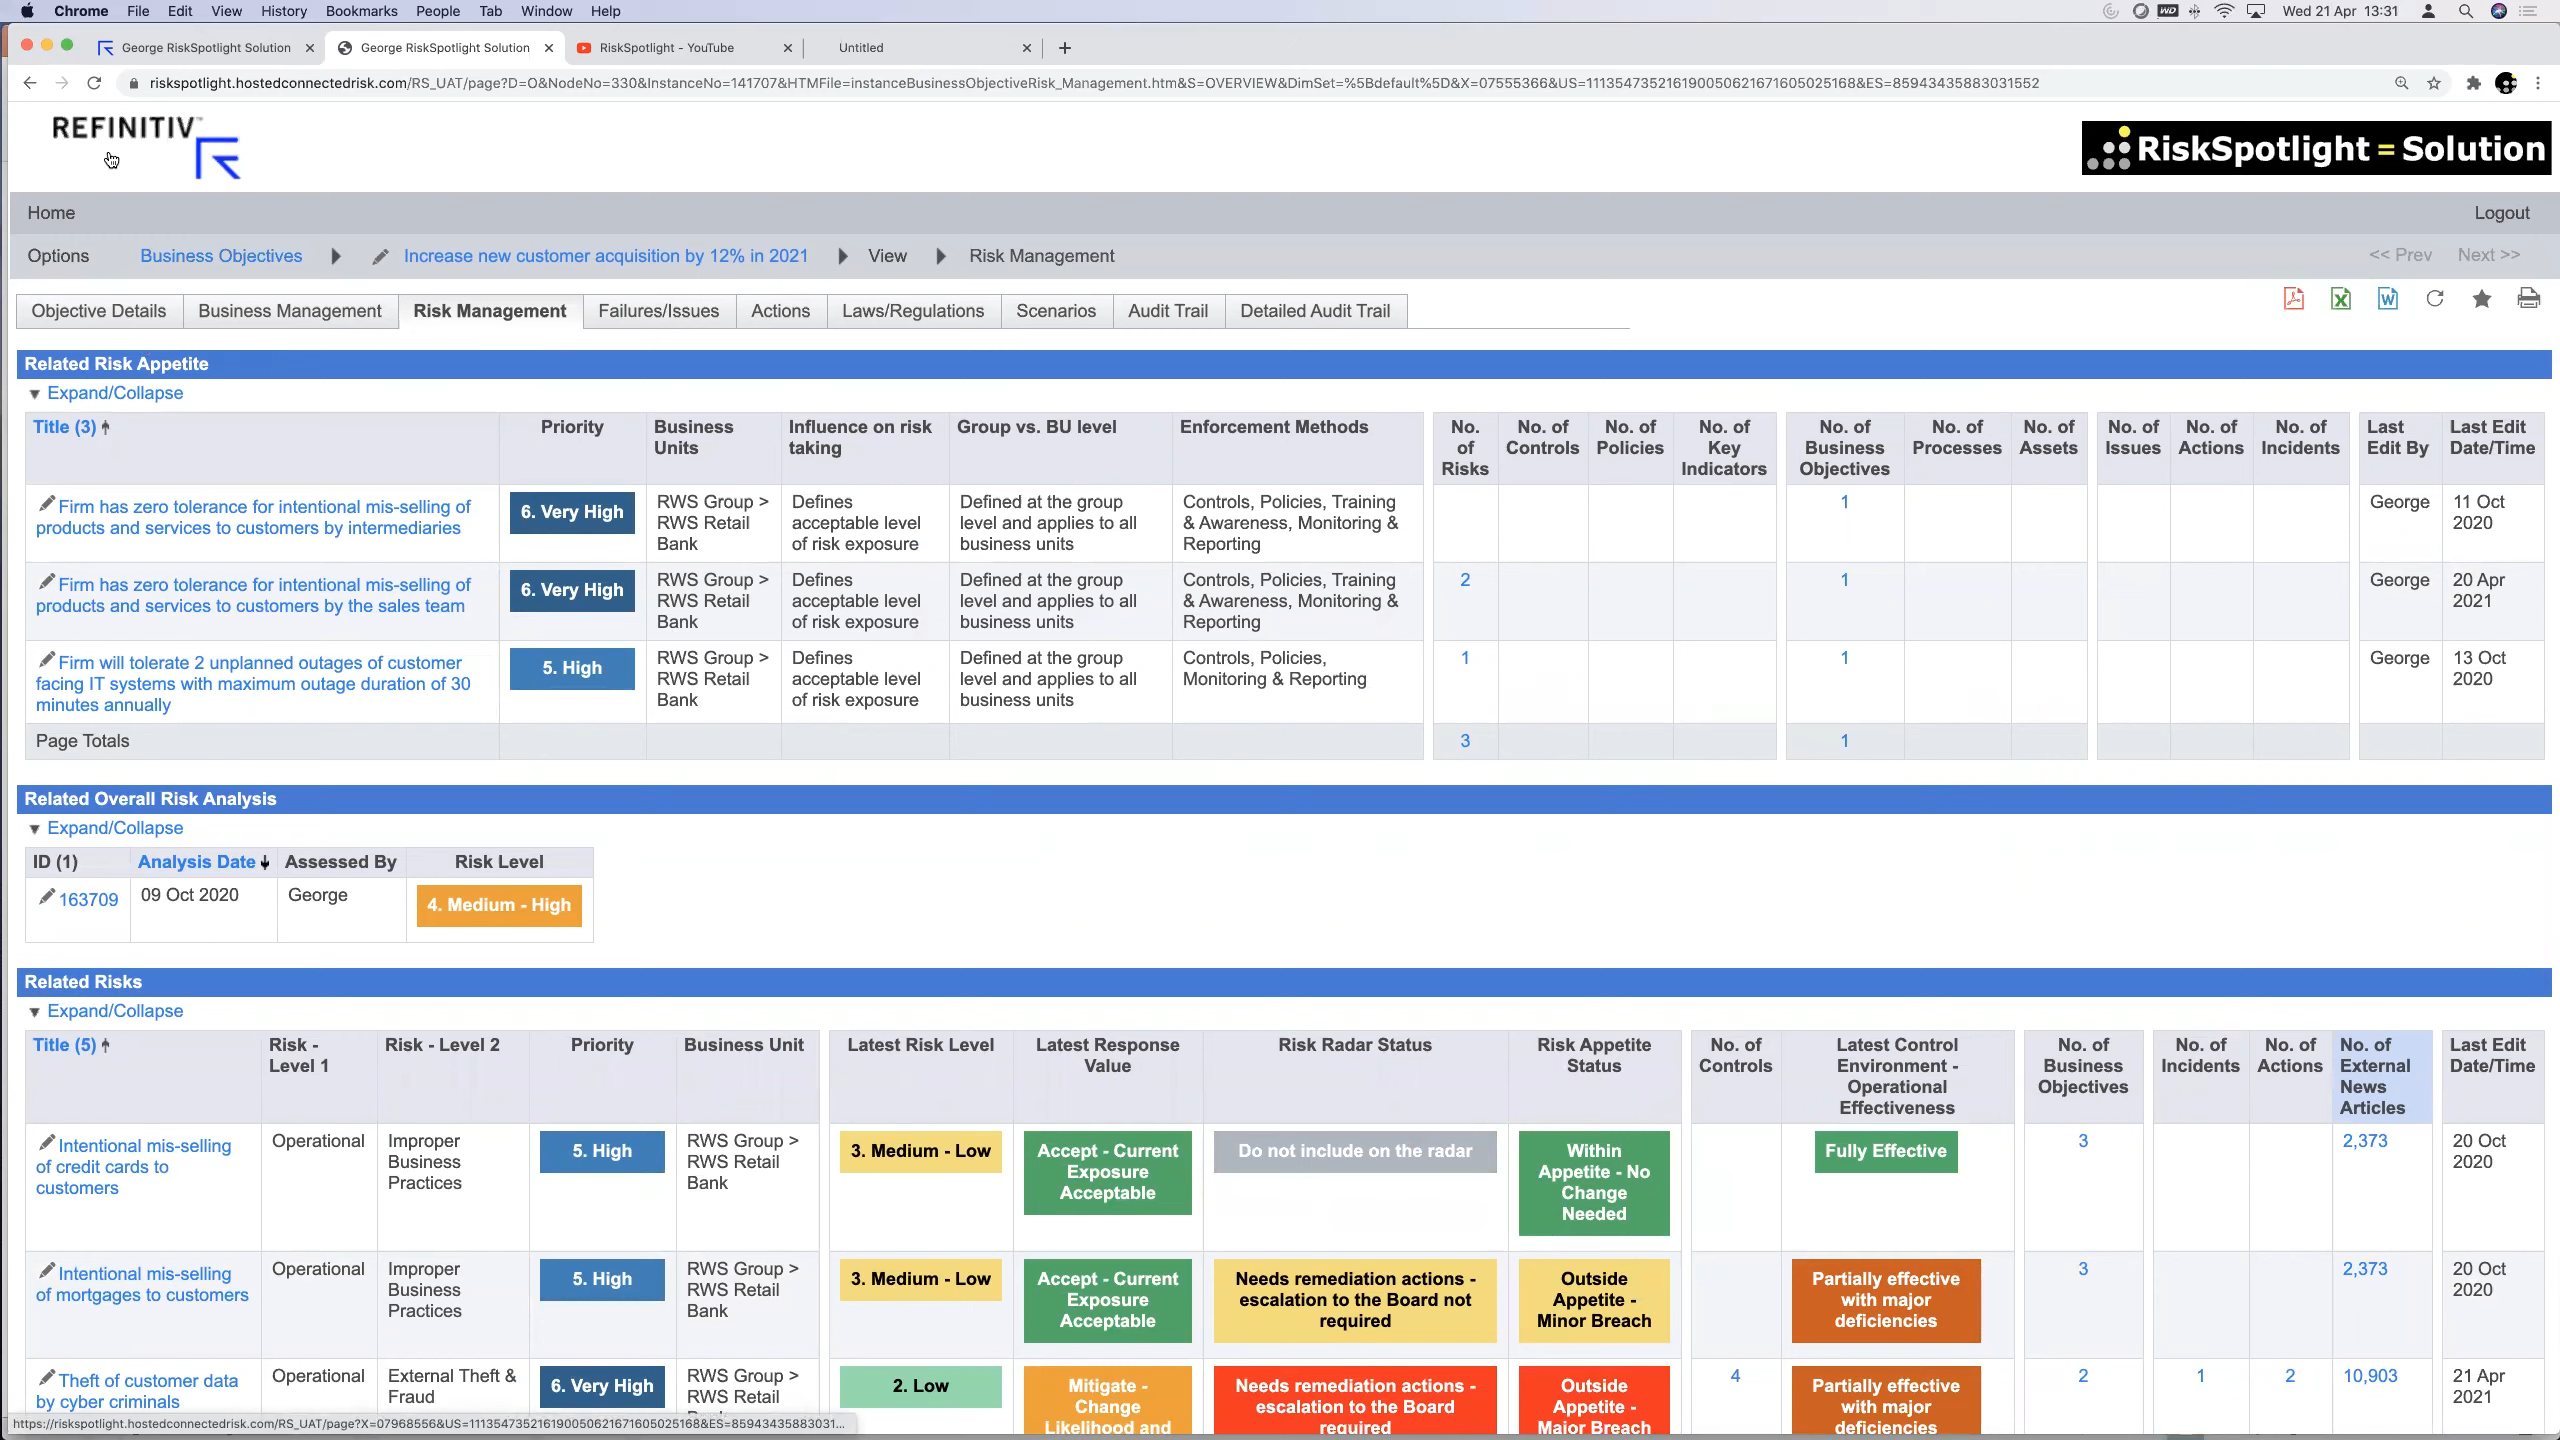 Chrome File Edit View History Bookmarks People Tab Window Help
WD Wed 21 Apr 13:31
George RiskSpotlight Solution
George RiskSpotlight Solution
RiskSpotlight - YouTube
Untitled
riskspotlight.hostedconnectedrisk.com/RS_UAT/page?D=O&NodeNo=330&InstanceNo=141707&HTMFile=instanceBusinessObjectiveRisk_Management.htm&S=OVERVIEW&DimSet=%5Bdefault%5D&X=07555366&US=111354735216190050621671605025168&ES=85943435883031552
REFINITIV™
RiskSpotlight = Solution
Home
Logout
Options Business Objectives Increase new customer acquisition by 12% in 2021 View Risk Management
<< Prev Next >>
Objective Details Business Management Risk Management Failures/Issues Actions Laws/Regulations Scenarios Audit Trail Detailed Audit Trail
Related Risk Appetite
Expand/Collapse
Title (3)
Priority
Business
Units
Influence on risk
taking
Group vs. BU level
Enforcement Methods
No.
of
Risks
No. of
Controls
No. of
Policies
No. of
Key
Indicators
No. of
Business
Objectives
No. of
Processes
No. of
Assets
No. of
Issues
No. of
Actions
No. of
Incidents
Last
Edit By
Last Edit
Date/Time
Firm has zero tolerance for intentional mis-selling of
products and services to customers by intermediaries
6. Very High
RWS Group >
RWS Retail
Bank
Defines
acceptable level
of risk exposure
Defined at the group
level and applies to all
business units
Controls, Policies, Training
& Awareness, Monitoring &
Reporting
1
George
11 Oct
2020
Firm has zero tolerance for intentional mis-selling of
products and services to customers by the sales team
6. Very High
RWS Group >
RWS Retail
Bank
Defines
acceptable level
of risk exposure
Defined at the group
level and applies to all
business units
Controls, Policies, Training
& Awareness, Monitoring &
Reporting
2
1
George
20 Apr
2021
Firm will tolerate 2 unplanned outages of customer
facing IT systems with maximum outage duration of 30
minutes annually
5. High
RWS Group >
RWS Retail
Bank
Defines
acceptable level
of risk exposure
Defined at the group
level and applies to all
business units
Controls, Policies,
Monitoring & Reporting
1
1
George
13 Oct
2020
Page Totals
3
1
Related Overall Risk Analysis
Expand/Collapse
ID (1) Analysis Date Assessed By Risk Level
163709 09 Oct 2020 George 4. Medium - High
Related Risks
Expand/Collapse
Title (5)
Risk -
Level 1
Risk - Level 2
Priority
Business Unit
Latest Risk Level
Latest Response
Value
Risk Radar Status
Risk Appetite
Status
No. of
Controls
Latest Control
Environment -
Operational
Effectiveness
No. of
Business
Objectives
No. of
Incidents
No. of
Actions
No. of
External
News
Articles
Last Edit
Date/Time
Intentional mis-selling
of credit cards to
customers
Operational
Improper
Business
Practices
5. High
RWS Group >
RWS Retail
Bank
3. Medium - Low
Accept - Current
Exposure
Acceptable
Do not include on the radar
Within
Appetite - No
Change
Needed
Fully Effective
3
2,373
20 Oct
2020
Intentional mis-selling
of mortgages to customers
Operational
Improper
Business
Practices
5. High
RWS Group >
RWS Retail
Bank
3. Medium - Low
Accept - Current
Exposure
Acceptable
Needs remediation actions -
escalation to the Board not
required
Outside
Appetite -
Minor Breach
Partially effective
with major
deficiencies
3
2,373
20 Oct
2020
Theft of customer data
by cyber criminals
Operational
External Theft &
Fraud
6. Very High
RWS Group >
RWS Retail
2. Low
Mitigate -
Change
Likelihood and
Needs remediation actions -
escalation to the Board
required
Outside
Appetite -
Major Breach
4
Partially effective
with major
deficiencies
2
1
2
10,903
21 Apr
2021
https://riskspotlight.hostedconnectedrisk.com/RS_UAT/page?X=07968556&US=111354735216190050621671605025168&ES=85943435883031...